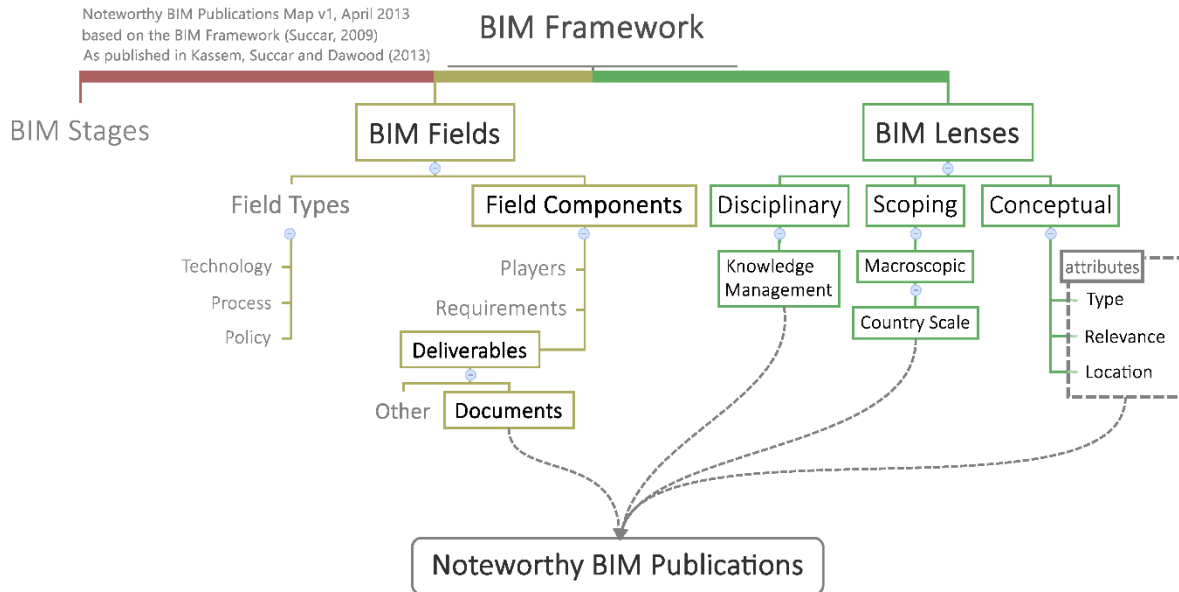 Noteworthy BIM Publications Map v1, April 2013
based on the BIM Framework (Succar, 2009)
As published in Kassem, Succar and Dawood (2013)
BIM Framework
BIM Stages
BIM Fields
BIM Lenses
Field Types
Field Components
Disciplinary
Scoping
Conceptual
Technology
Process
Policy
Players
Requirements
Deliverables
Other
Documents
Knowledge
Management
Macroscopic
Country Scale
attributes
Type
Relevance
Location
Noteworthy BIM Publications